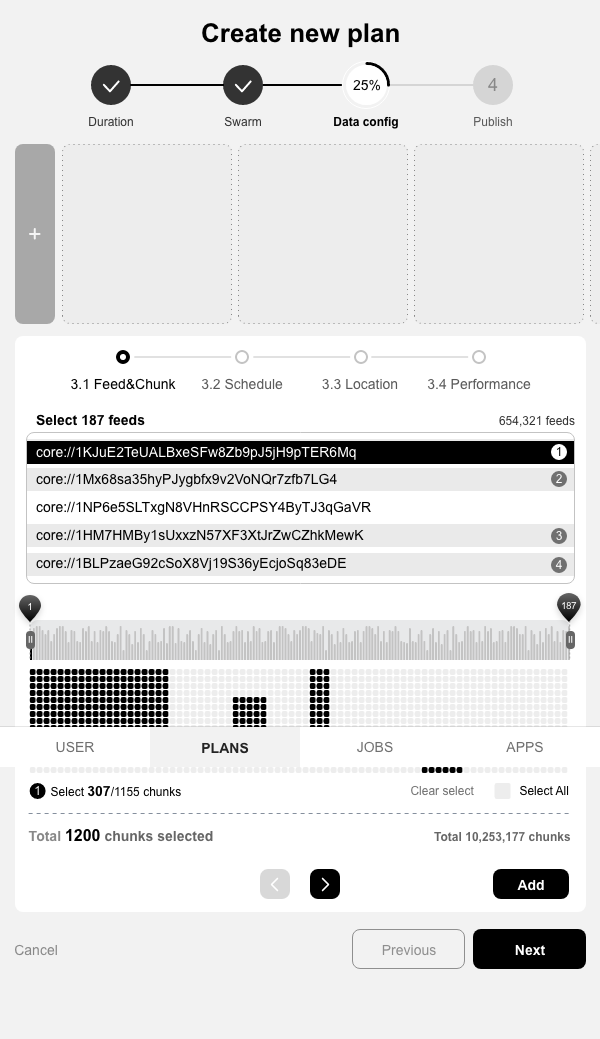 Create new plan
25%
4
Duration
Swarm
Data config
Publish
+
3.1 Feed&Chunk
3.2 Schedule
3.3 Location
3.4 Performance
Select 187 feeds
654,321 feeds
core://1KJuE2TeUALBxeSFw8Zb9pJ5jH9pTER6Mq
1
core://1Mx68sa35hyPJygbfx9v2VoNQr7zfb7LG4
2
core://1NP6e5SLTxgN8VHnRSCCPSY4ByTJ3qGaVR
core://1HM7HMBy1sUxxzN57XF3XtJrZwCZhkMewK
3
core://1BLPzaeG92cSoX8Vj19S36yEcjoSq83eDE
4
1
187
USER
PLANS
JOBS
APPS
1 Select 307/1155 chunks
Clear select
Select All
Total 1200 chunks selected
Total 10,253,177 chunks
Add
Cancel
Previous
Next